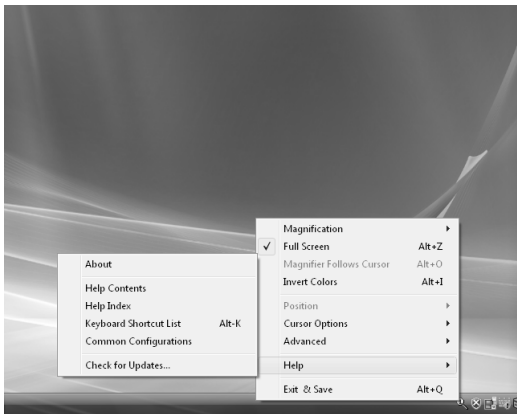 Magnification
Full Screen Alt+Z
Magnifier Follows Cursor Alt+O
Invert Colors Alt+I
Position
Cursor Options
Advanced
Help
Exit & Save Alt+Q
About
Help Contents
Help Index
Keyboard Shortcut List Alt-K
Common Configurations
Check for Updates...